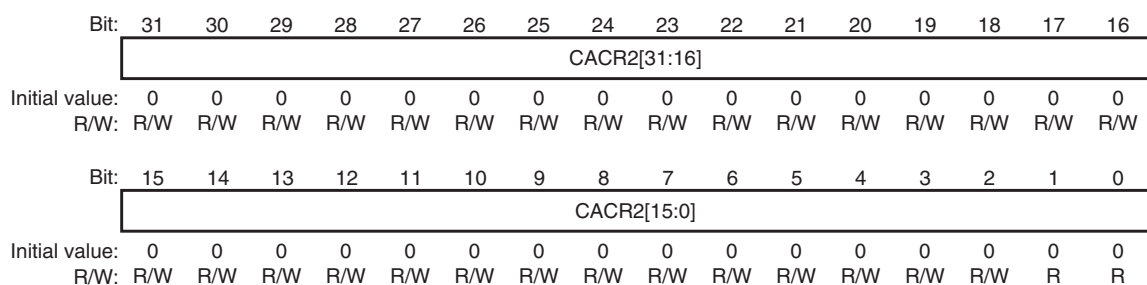 Bit: 31 30 29 28 27 26 25 24 23 22 21 20 19 18 17 16
CACR2[31:16]
Initial value: 0 0 0 0 0 0 0 0 0 0 0 0 0 0 0 0
R/W: R/W R/W R/W R/W R/W R/W R/W R/W R/W R/W R/W R/W R/W R/W R/W R/W
Bit: 15 14 13 12 11 10 9 8 7 6 5 4 3 2 1 0
CACR2[15:0]
Initial value: 0 0 0 0 0 0 0 0 0 0 0 0 0 0 0 0
R/W: R/W R/W R/W R/W R/W R/W R/W R/W R/W R/W R/W R/W R/W R/W R R